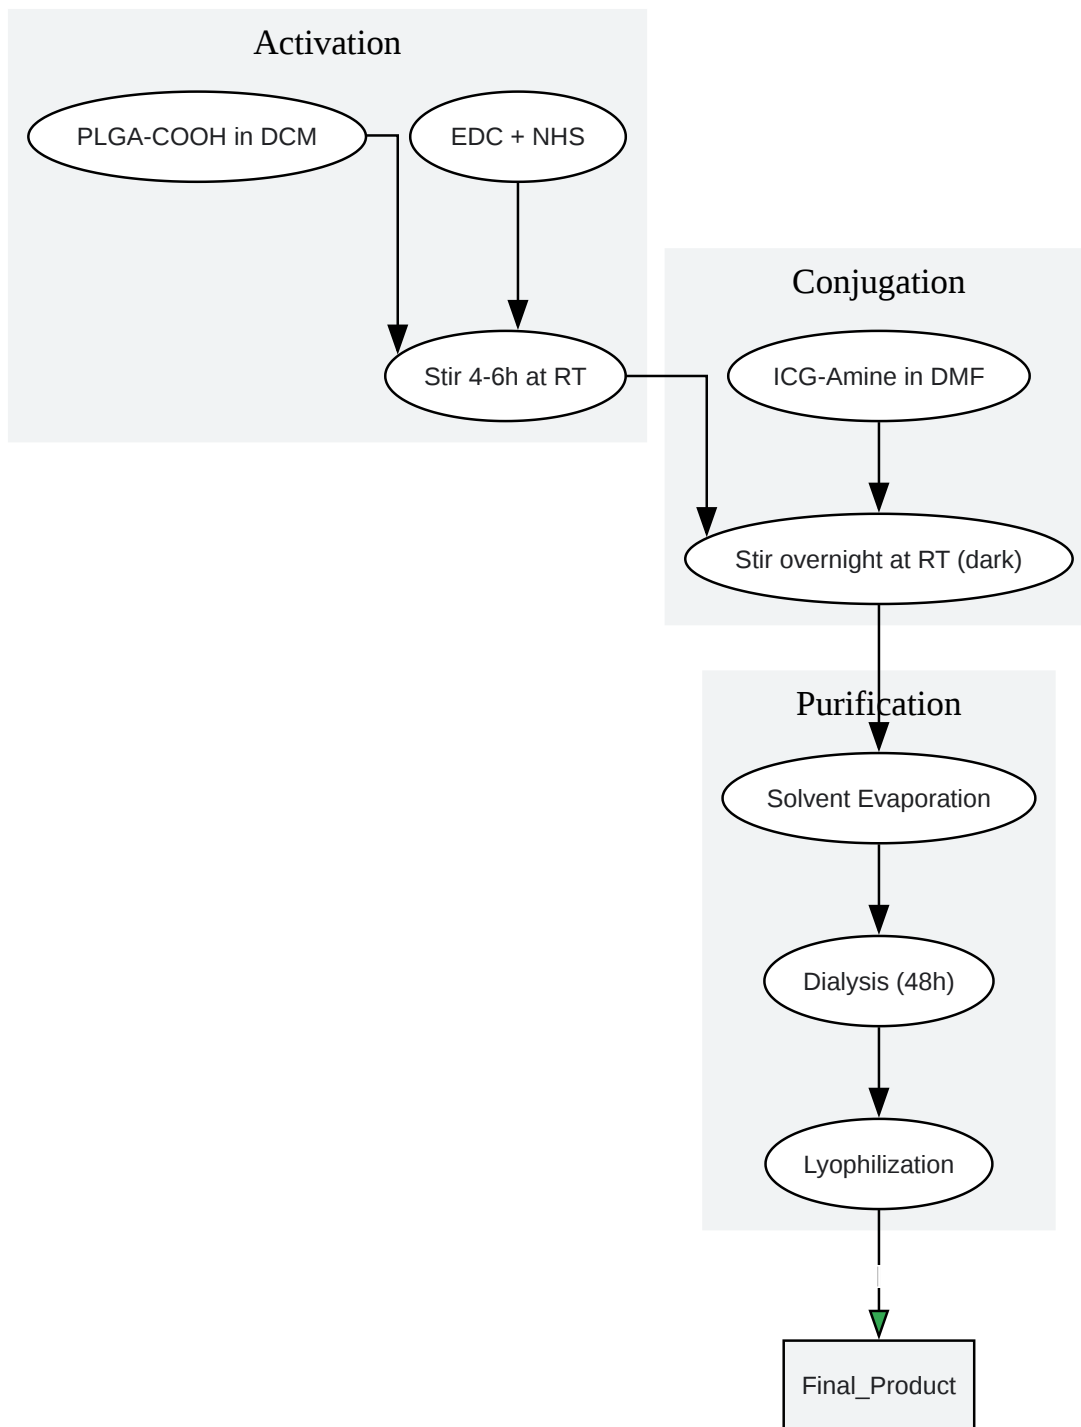 Activation
PLGA-COOH in DCM
EDC + NHS
Stir 4-6h at RT
Conjugation
ICG-Amine in DMF
Stir overnight at RT (dark)
Purification
Solvent Evaporation
Dialysis (48h)
Lyophilization
Final_Product